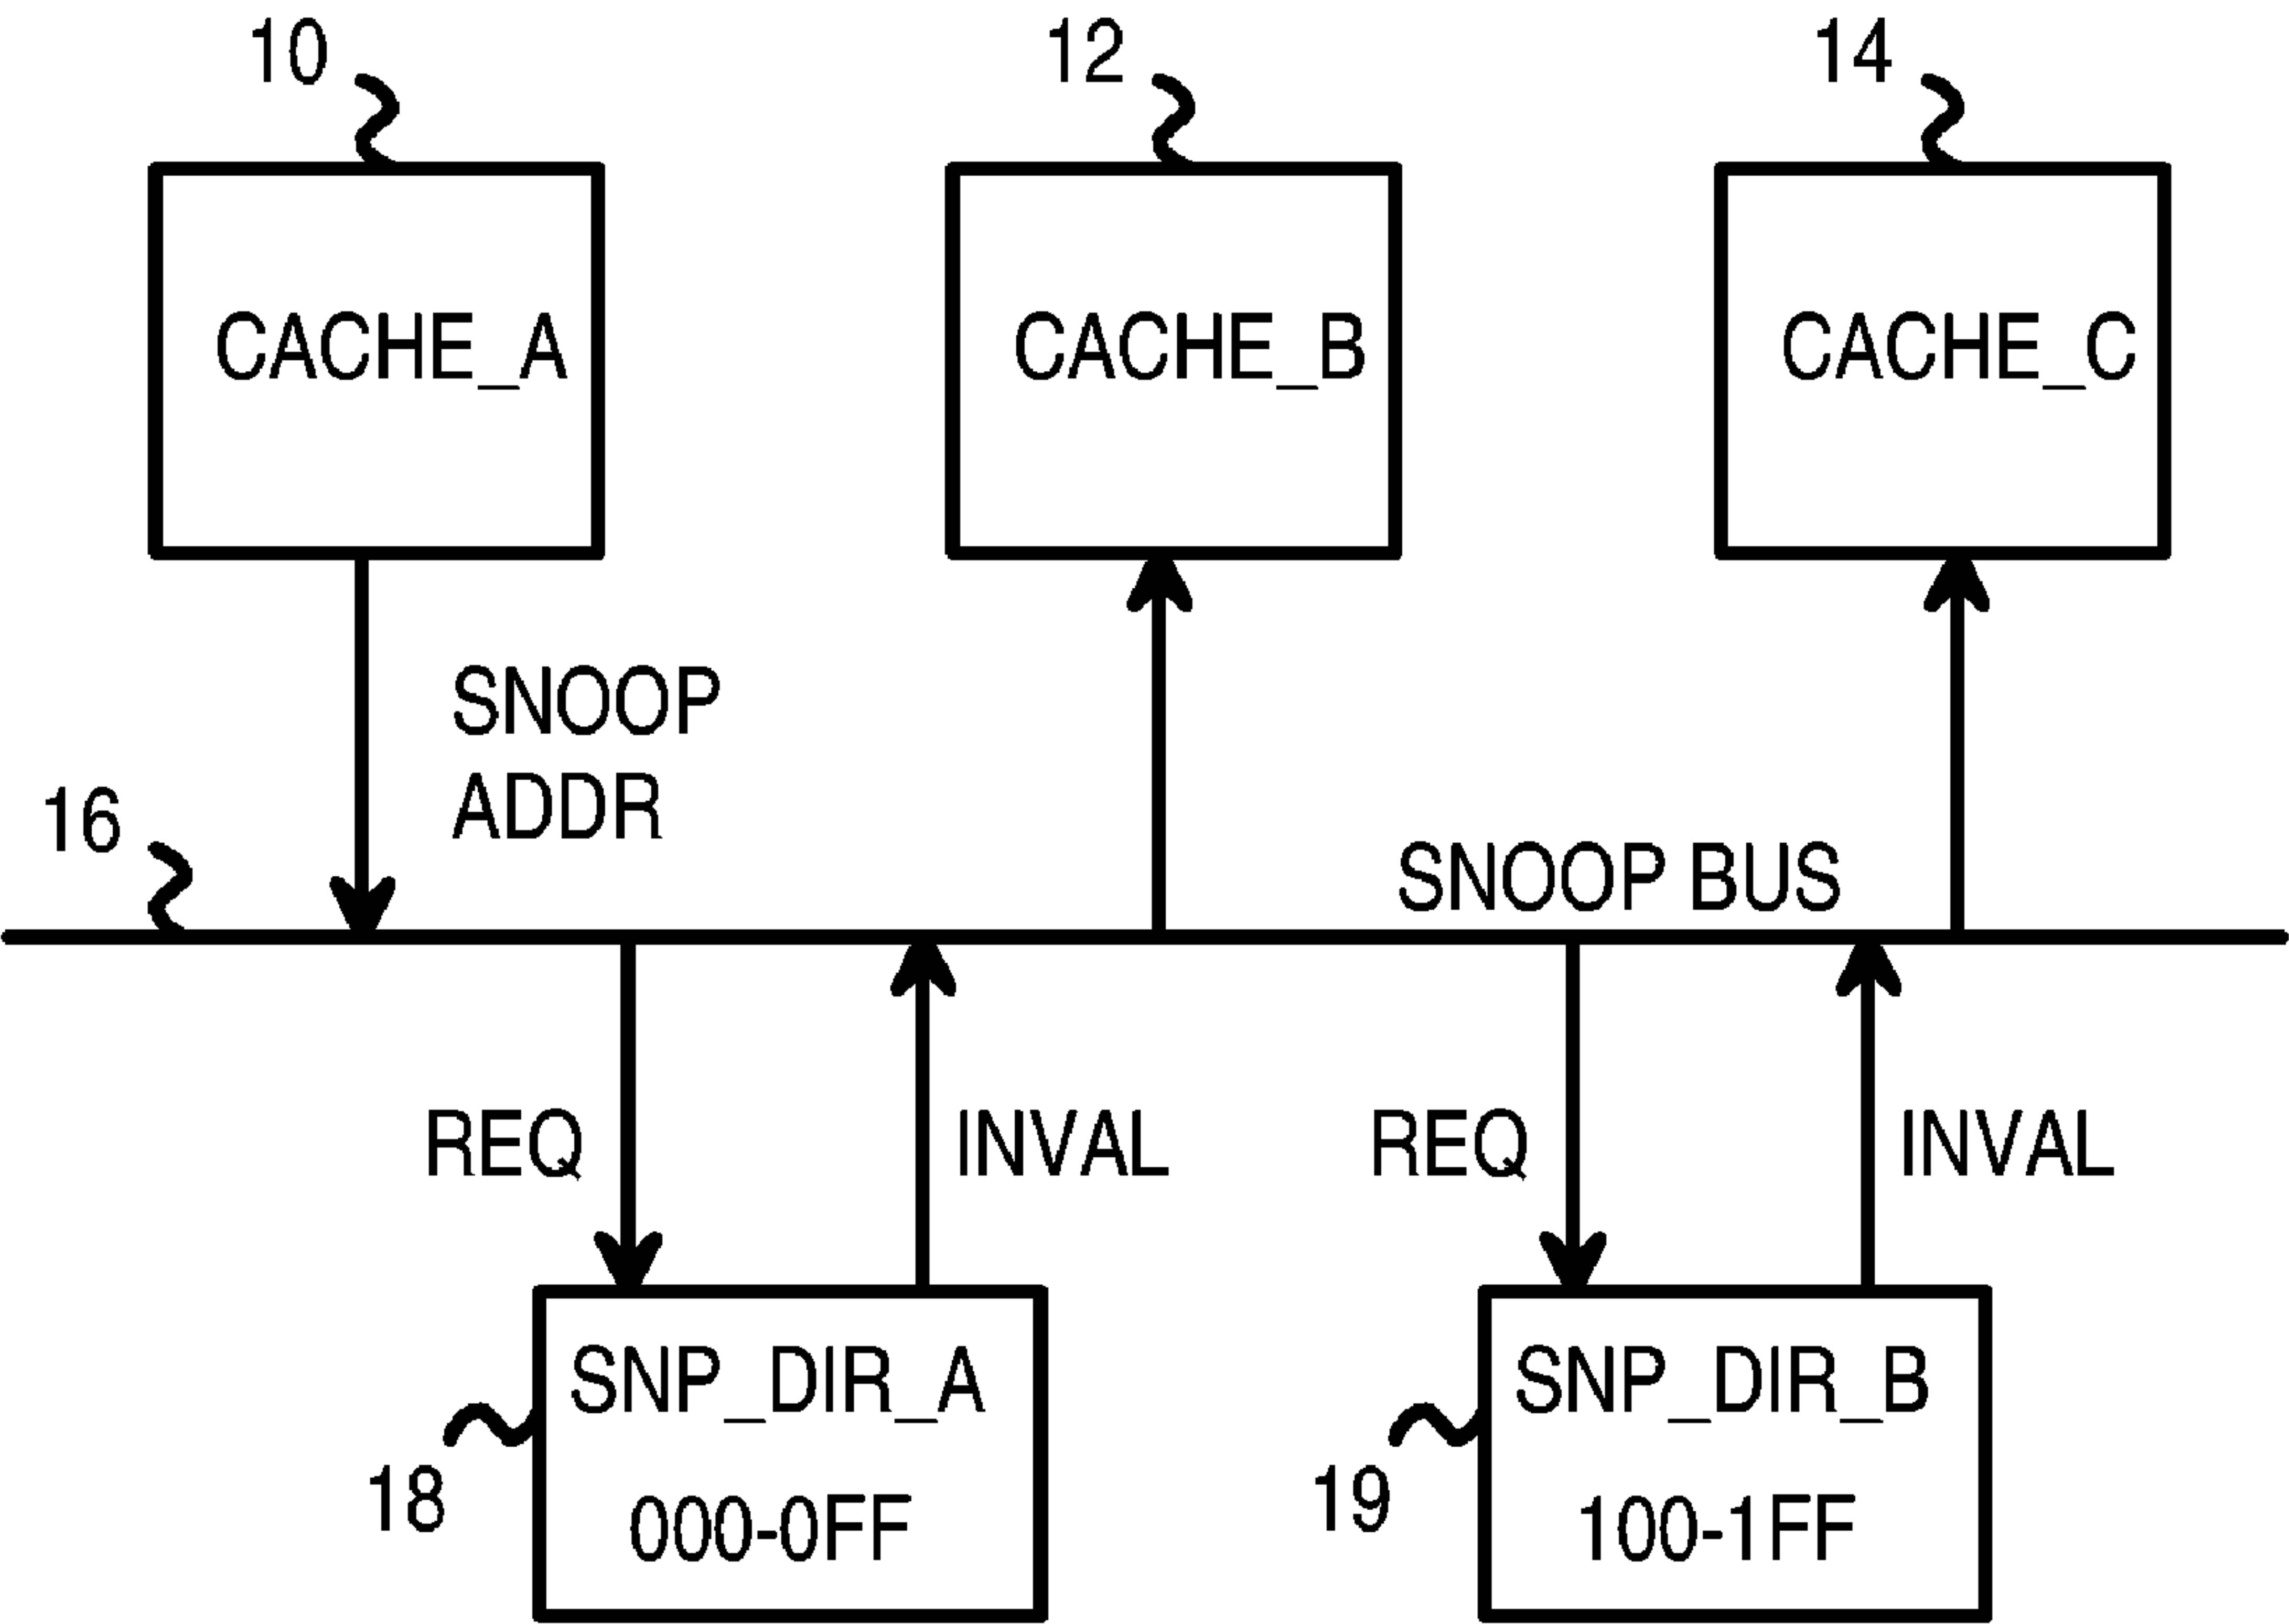 10
12
14
CACHE_A
CACHE_B
CACHE_C
SNOOP
ADDR
16
SNOOP BUS
REQ
INVAL
REQ
INVAL
SNP_DIR_A
SNP_DIR_B
18
000-0FF
19
100-1FF